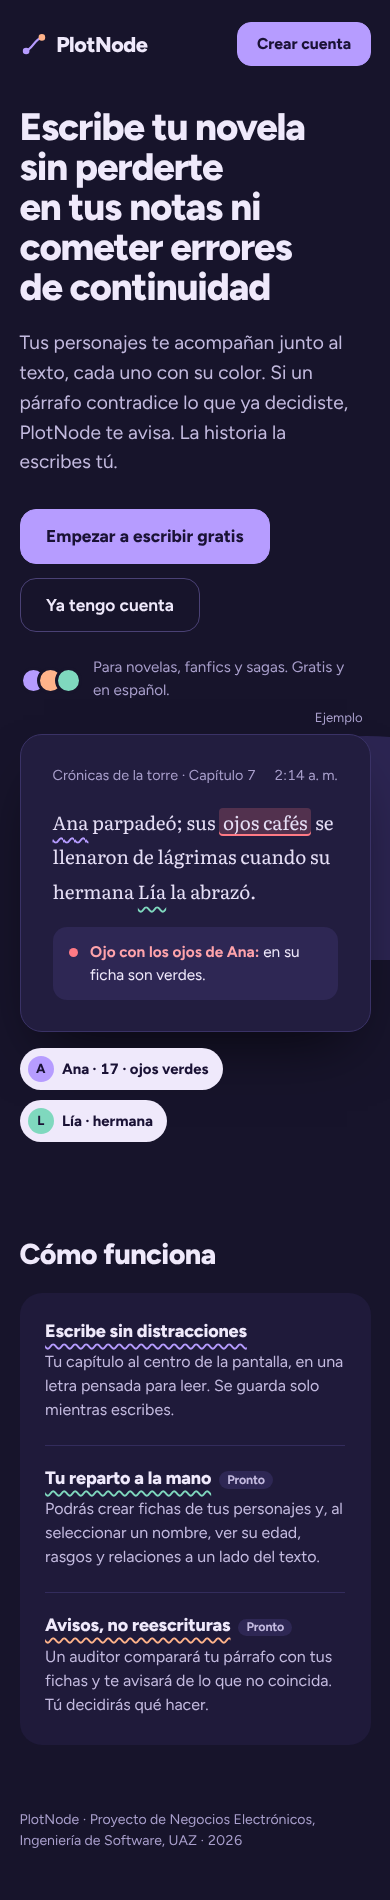 PlotNode
Crear cuenta
Escribe tu novela
sin perderte
en tus notas ni
cometer errores
de continuidad
Tus personajes te acompañan junto al
texto, cada uno con su color. Si un
párrafo contradice lo que ya decidiste,
PlotNode te avisa. La historia la
escribes tú.
Empezar a escribir gratis
Ya tengo cuenta
Para novelas, fanfics y sagas. Gratis y
en español.
Ejemplo
Crónicas de la torre · Capítulo 7 2:14 a. m.
Ana parpadeó; sus ojos cafés se
llenaron de lágrimas cuando su
hermana Lía la abrazó.
Ojo con los ojos de Ana: en su
ficha son verdes.
A Ana · 17 · ojos verdes
L Lía · hermana
Cómo funciona
Escribe sin distracciones
Tu capítulo al centro de la pantalla, en una
letra pensada para leer. Se guarda solo
mientras escribes.
Tu reparto a la mano Pronto
Podrás crear fichas de tus personajes y, al
seleccionar un nombre, ver su edad,
rasgos y relaciones a un lado del texto.
Avisos, no reescrituras Pronto
Un auditor comparará tu párrafo con tus
fichas y te avisará de lo que no coincida.
Tú decidirás qué hacer.
PlotNode · Proyecto de Negocios Electrónicos,
Ingeniería de Software, UAZ · 2026